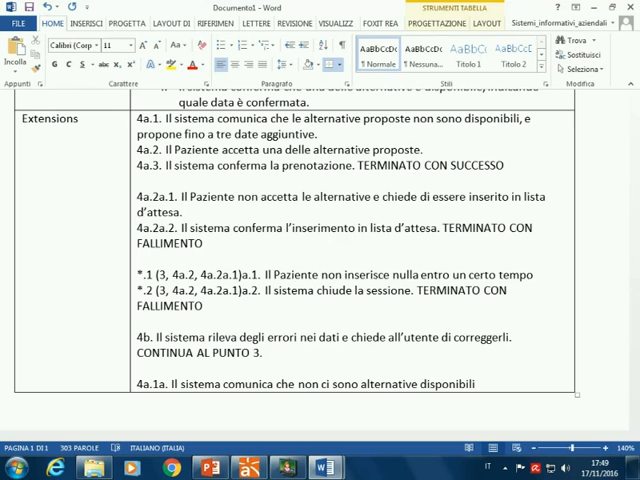 Documento1 - Word
STRUMENTI TABELLA
FILE HOME INSERISCI PROGETTA LAYOUT DI RIFERIMEN LETTERE REVISIONE VISUALIZZ FOXIT REA PROGETTAZIONE LAYOUT Sistemi_informativi_aziendali
Incolla
Calibri (Corp 11
AaBbCcDc AaBbCcDc AaBbCc AaBbCcD
¶ Normale ¶ Nessuna... Titolo 1 Titolo 2
Trova
Sostituisci
Seleziona
Appunti Carattere Paragrafo Stili Modifica
quale data è confermata.
Extensions
4a.1. Il sistema comunica che le alternative proposte non sono disponibili, e
propone fino a tre date aggiuntive.
4a.2. Il Paziente accetta una delle alternative proposte.
4a.3. Il sistema conferma la prenotazione. TERMINATO CON SUCCESSO
4a.2a.1. Il Paziente non accetta le alternative e chiede di essere inserito in lista
d'attesa.
4a.2a.2. Il sistema conferma l'inserimento in lista d'attesa. TERMINATO CON
FALLIMENTO
*.1 (3, 4a.2, 4a.2a.1)a.1. Il Paziente non inserisce nulla entro un certo tempo
*.2 (3, 4a.2, 4a.2a.1)a.2. Il sistema chiude la sessione. TERMINATO CON
FALLIMENTO
4b. Il sistema rileva degli errori nei dati e chiede all'utente di correggerli.
CONTINUA AL PUNTO 3.
4a.1a. Il sistema comunica che non ci sono alternative disponibili
PAGINA 1 DI 1 303 PAROLE ITALIANO (ITALIA) 140%
IT
17:49
17/11/2016